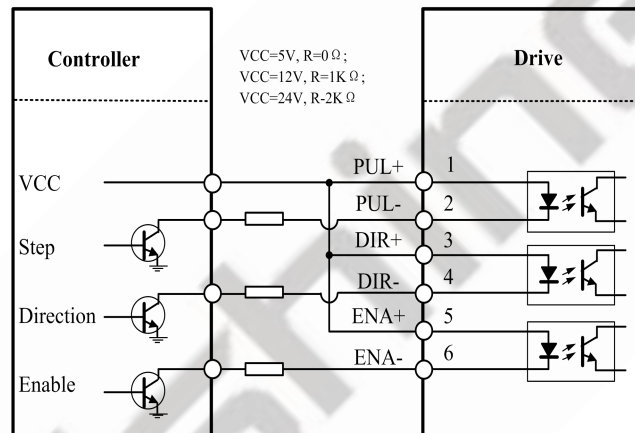 Controller
VCC=5V, R=0 Ω;
VCC=12V, R=1K Ω;
VCC=24V, R-2K Ω
Drive
VCC
PUL+ 1
PUL- 2
Step
DIR+ 3
DIR- 4
Direction
ENA+ 5
ENA- 6
Enable